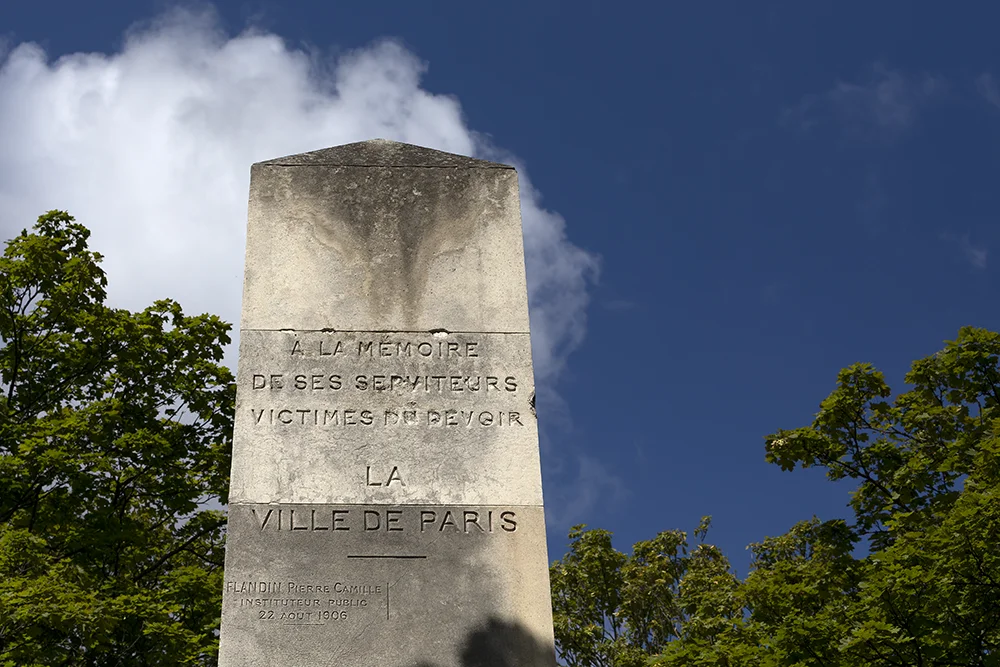 A LA MÉMOIRE
DE SES SERVITEURS
VICTIMES DU DEVOIR
LA
VILLE DE PARIS
FLANDIN, PIERRE CAMILLE
INSTITUTEUR PUBLIC
22 AOUT 1906